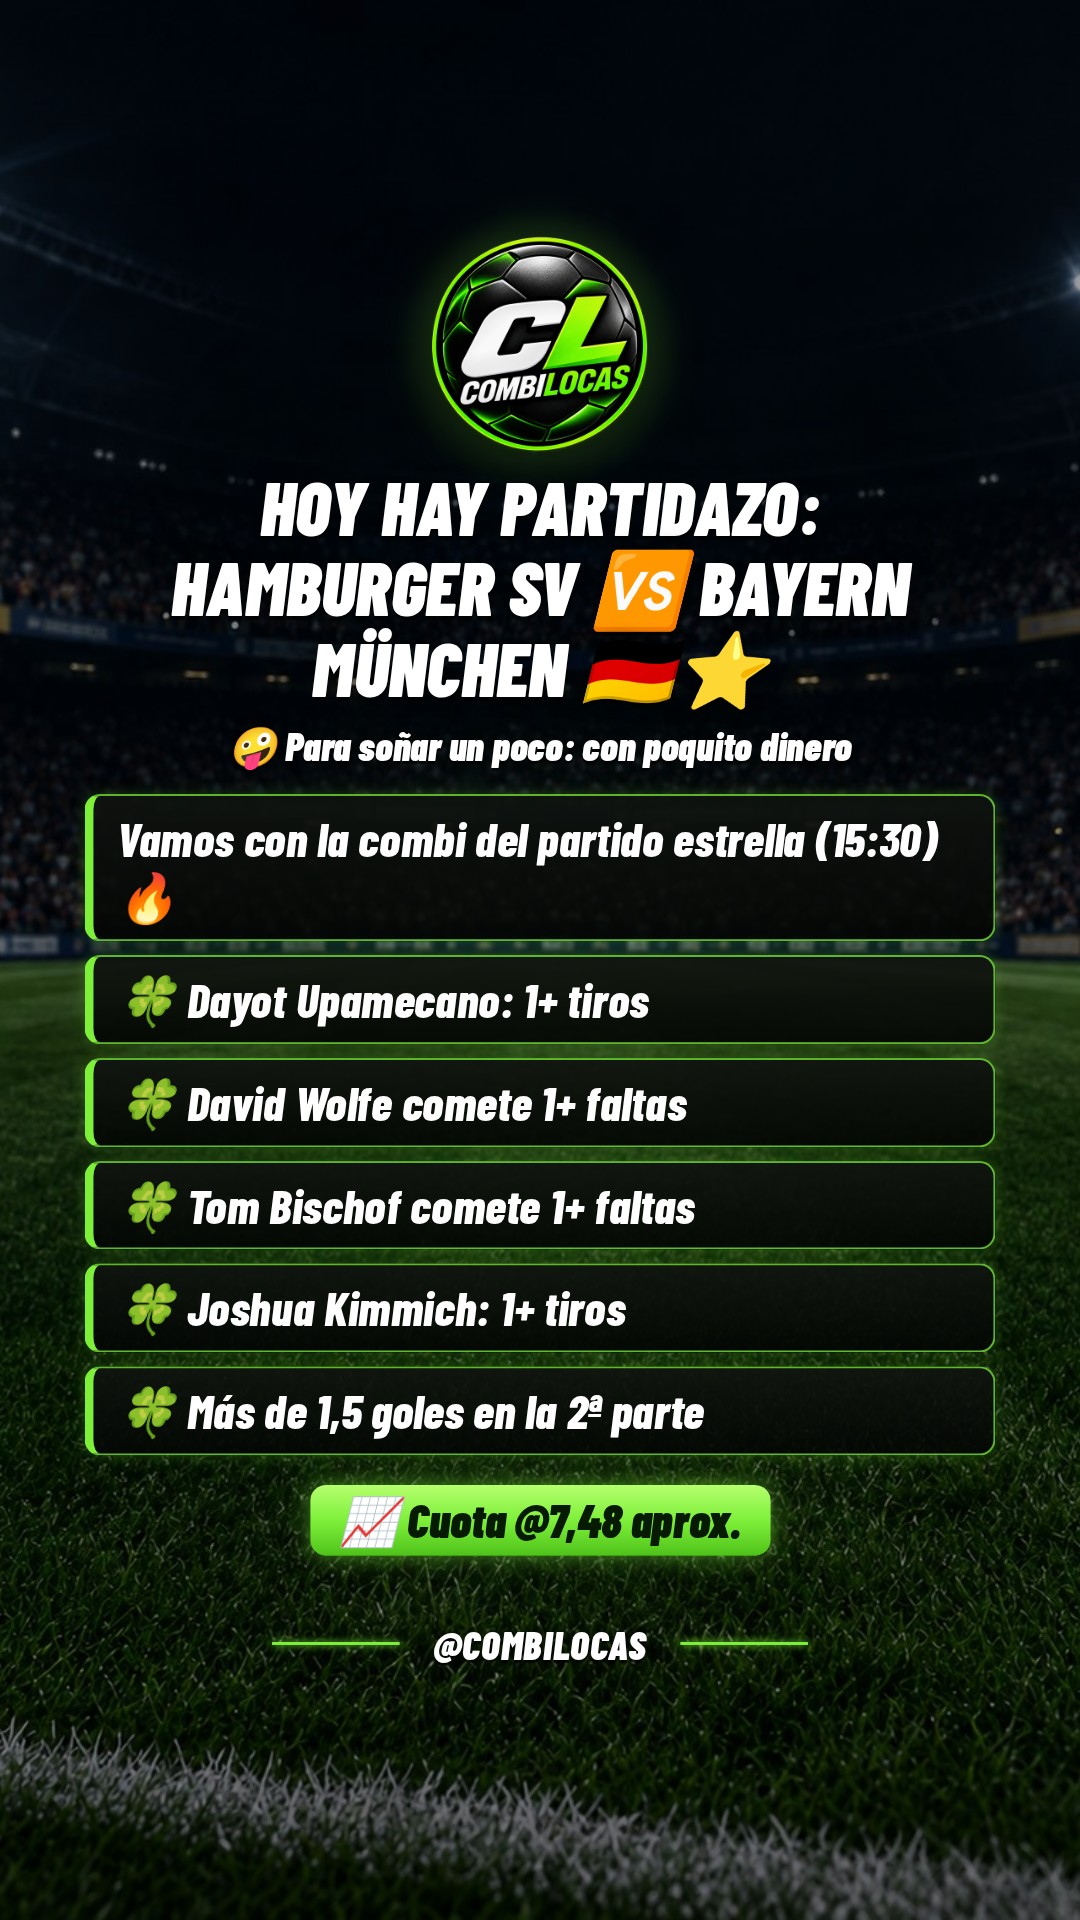 CL
COMBILOCAS
HOY HAY PARTIDAZO:
HAMBURGER SV 🆚 BAYERN
MÜNCHEN 🇩🇪⭐
🤪 Para soñar un poco: con poquito dinero
Vamos con la combi del partido estrella (15:30)
🔥
🍀 Dayot Upamecano: 1+ tiros
🍀 David Wolfe comete 1+ faltas
🍀 Tom Bischof comete 1+ faltas
🍀 Joshua Kimmich: 1+ tiros
🍀 Más de 1,5 goles en la 2ª parte
📈 Cuota @7,48 aprox.
@COMBILOCAS